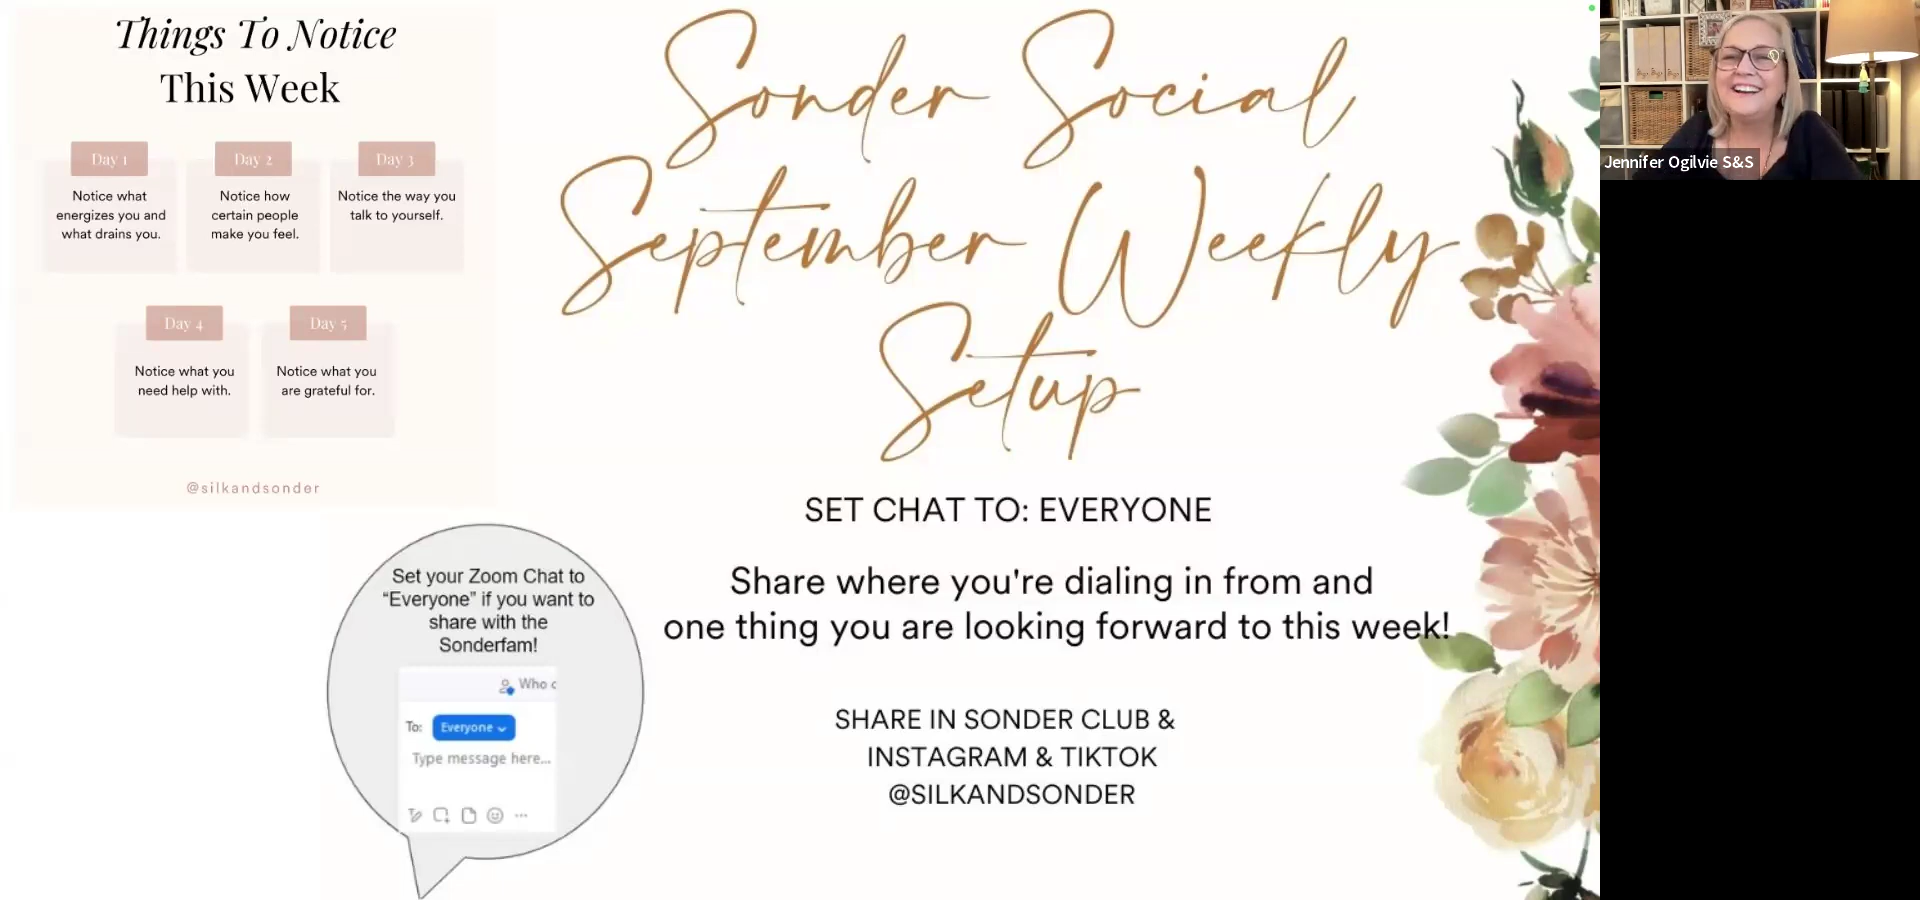 Things To Notice
This Week
Day 1
Notice what
energizes you and
what drains you.
Day 2
Notice how
certain people
make you feel.
Day 3
Notice the way you
talk to yourself.
Day 4
Notice what you
need help with.
Day 5
Notice what you
are grateful for.
@silkandsonder
Sonder Social
September Weekly
Setup
SET CHAT TO: EVERYONE
Share where you're dialing in from and
one thing you are looking forward to this week!
SHARE IN SONDER CLUB &
INSTAGRAM & TIKTOK
@SILKANDSONDER
Set your Zoom Chat to
“Everyone” if you want to
share with the
Sonderfam!
Who c
To: Everyone
Type message here...
Jennifer Ogilvie S&S